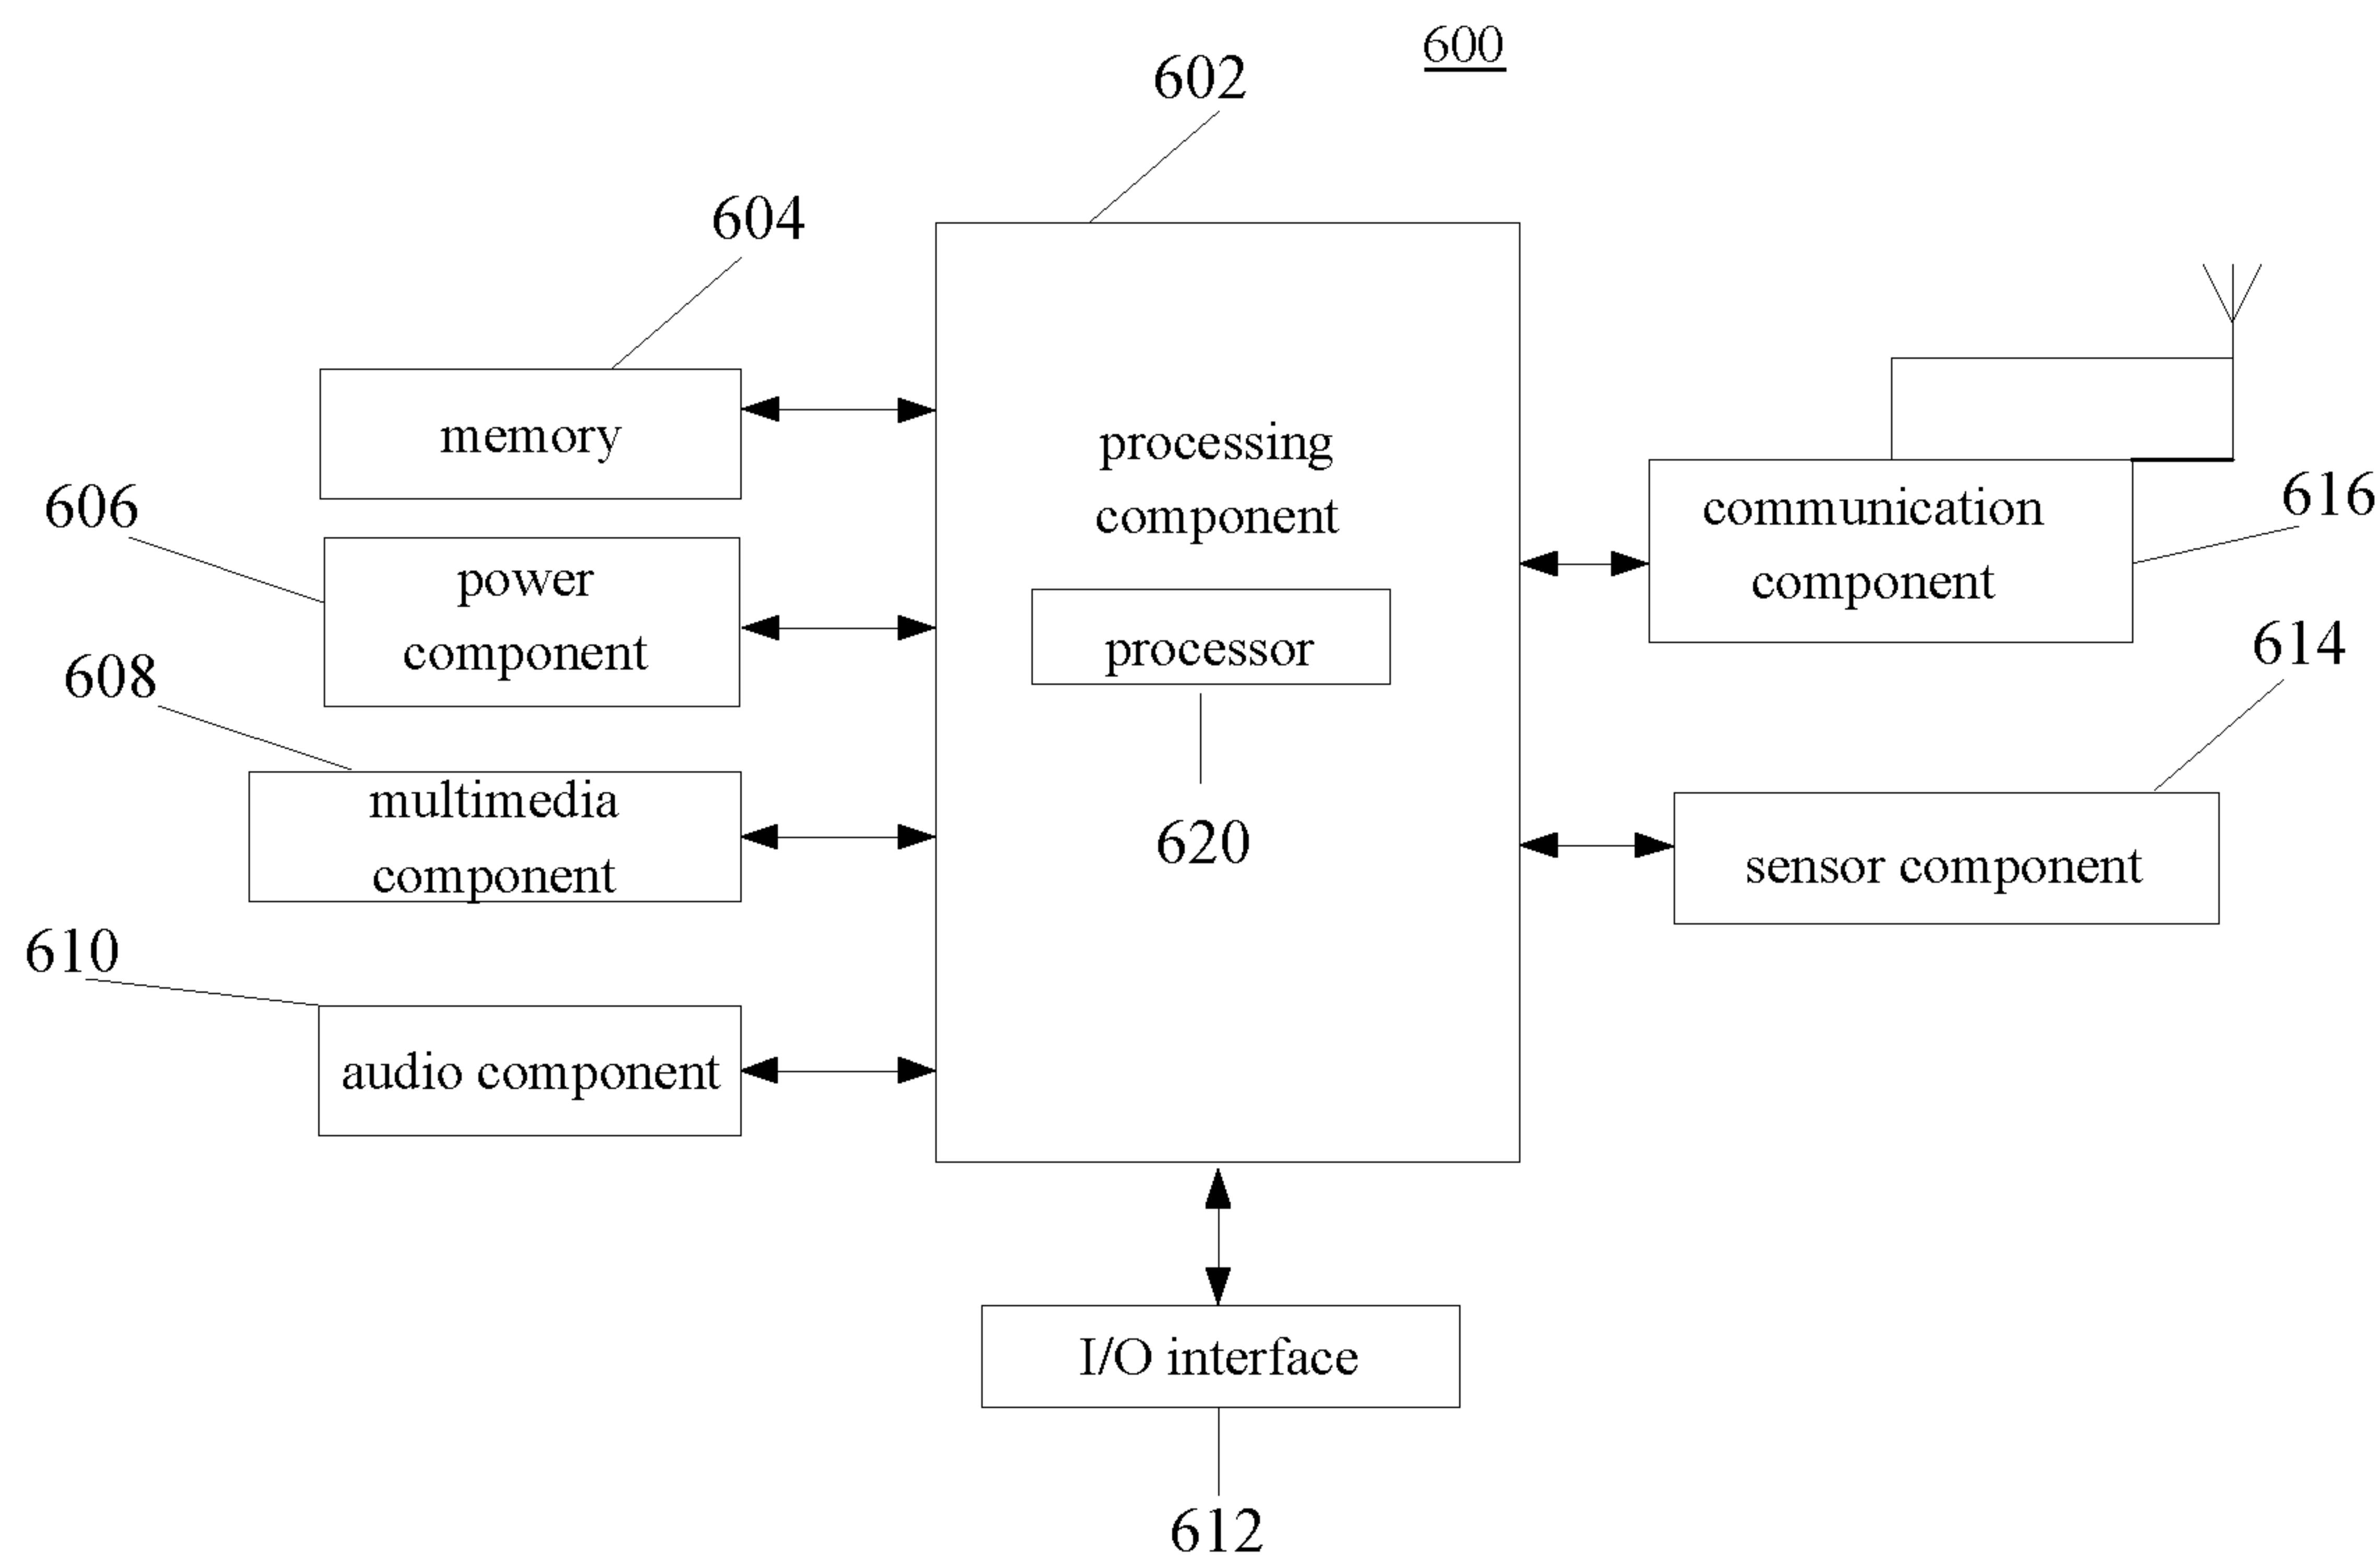 600
602
604
memory
606
power
component
608
multimedia
component
610
audio component
processing
component
processor
620
communication
component
616
614
sensor component
I/O interface
612